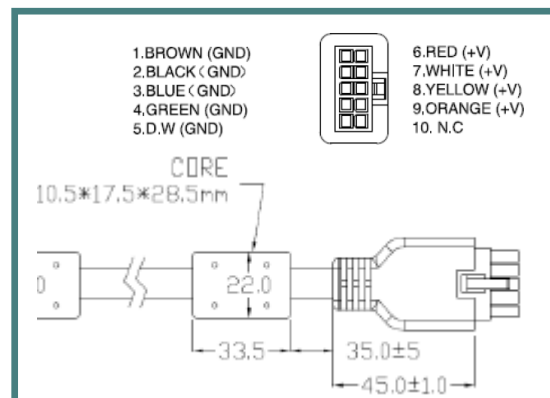 1.BROWN (GND)
2.BLACK（GND）
3.BLUE（GND）
4.GREEN (GND)
5.D.W (GND)
6.RED (+V)
7.WHITE (+V)
8.YELLOW (+V)
9.ORANGE (+V)
10. N.C
CORE
10.5*17.5*28.5mm
22.0
33.5
35.0±5
45.0±1.0